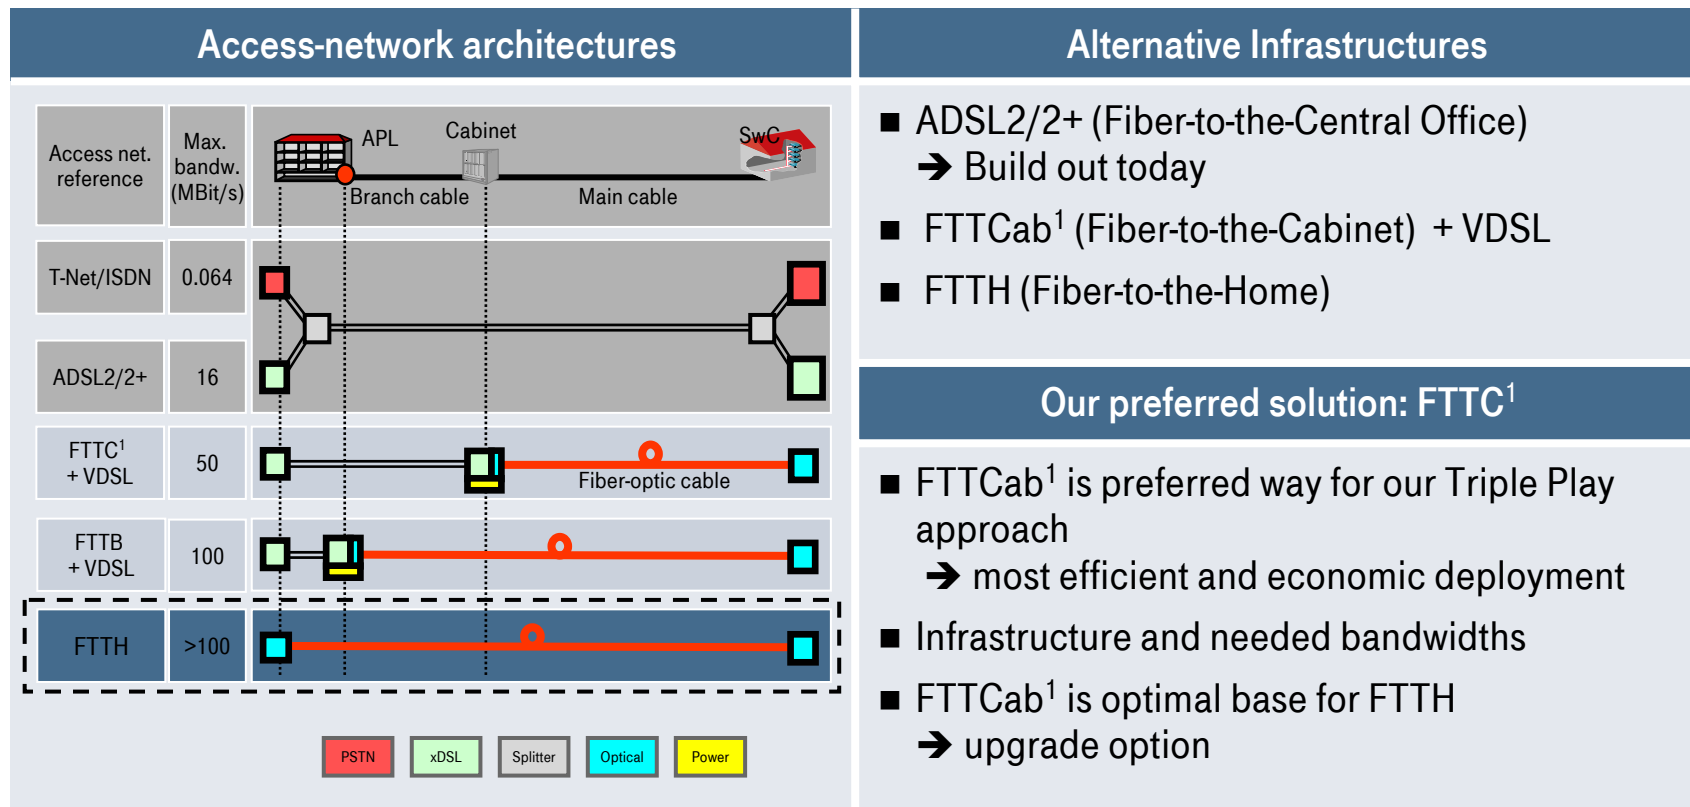 Access-network architectures
Access net.
reference
Max.
bandw.
(MBit/s)
APL
Cabinet
SwC
Branch cable
Main cable
T-Net/ISDN
0.064
ADSL2/2+
16
FTTC¹
+ VDSL
50
Fiber-optic cable
FTTB
+ VDSL
100
FTTH
>100
PSTN
xDSL
Splitter
Optical
Power
Alternative Infrastructures
■ ADSL2/2+ (Fiber-to-the-Central Office)
➔ Build out today
■ FTTCab¹ (Fiber-to-the-Cabinet) + VDSL
■ FTTH (Fiber-to-the-Home)
Our preferred solution: FTTC¹
■ FTTCab¹ is preferred way for our Triple Play
approach
➔ most efficient and economic deployment
■ Infrastructure and needed bandwidths
■ FTTCab¹ is optimal base for FTTH
➔ upgrade option